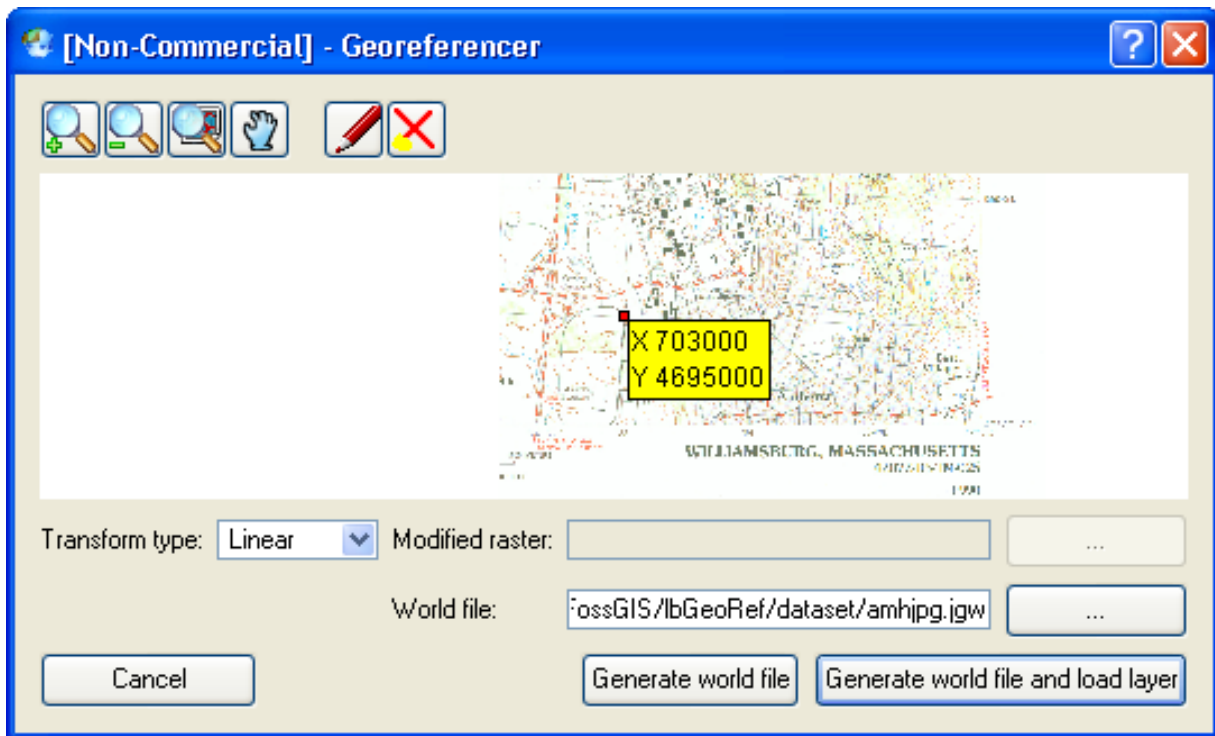 [Non-Commercial] - Georeferencer
X 703000
Y 4695000
WILLIAMSBURG, MASSACHUSETTS
1990
Transform type: Linear Modified raster: ...
World file: FossGIS/lbGeoRef/dataset/amhjpg.jgw ...
Cancel Generate world file Generate world file and load layer